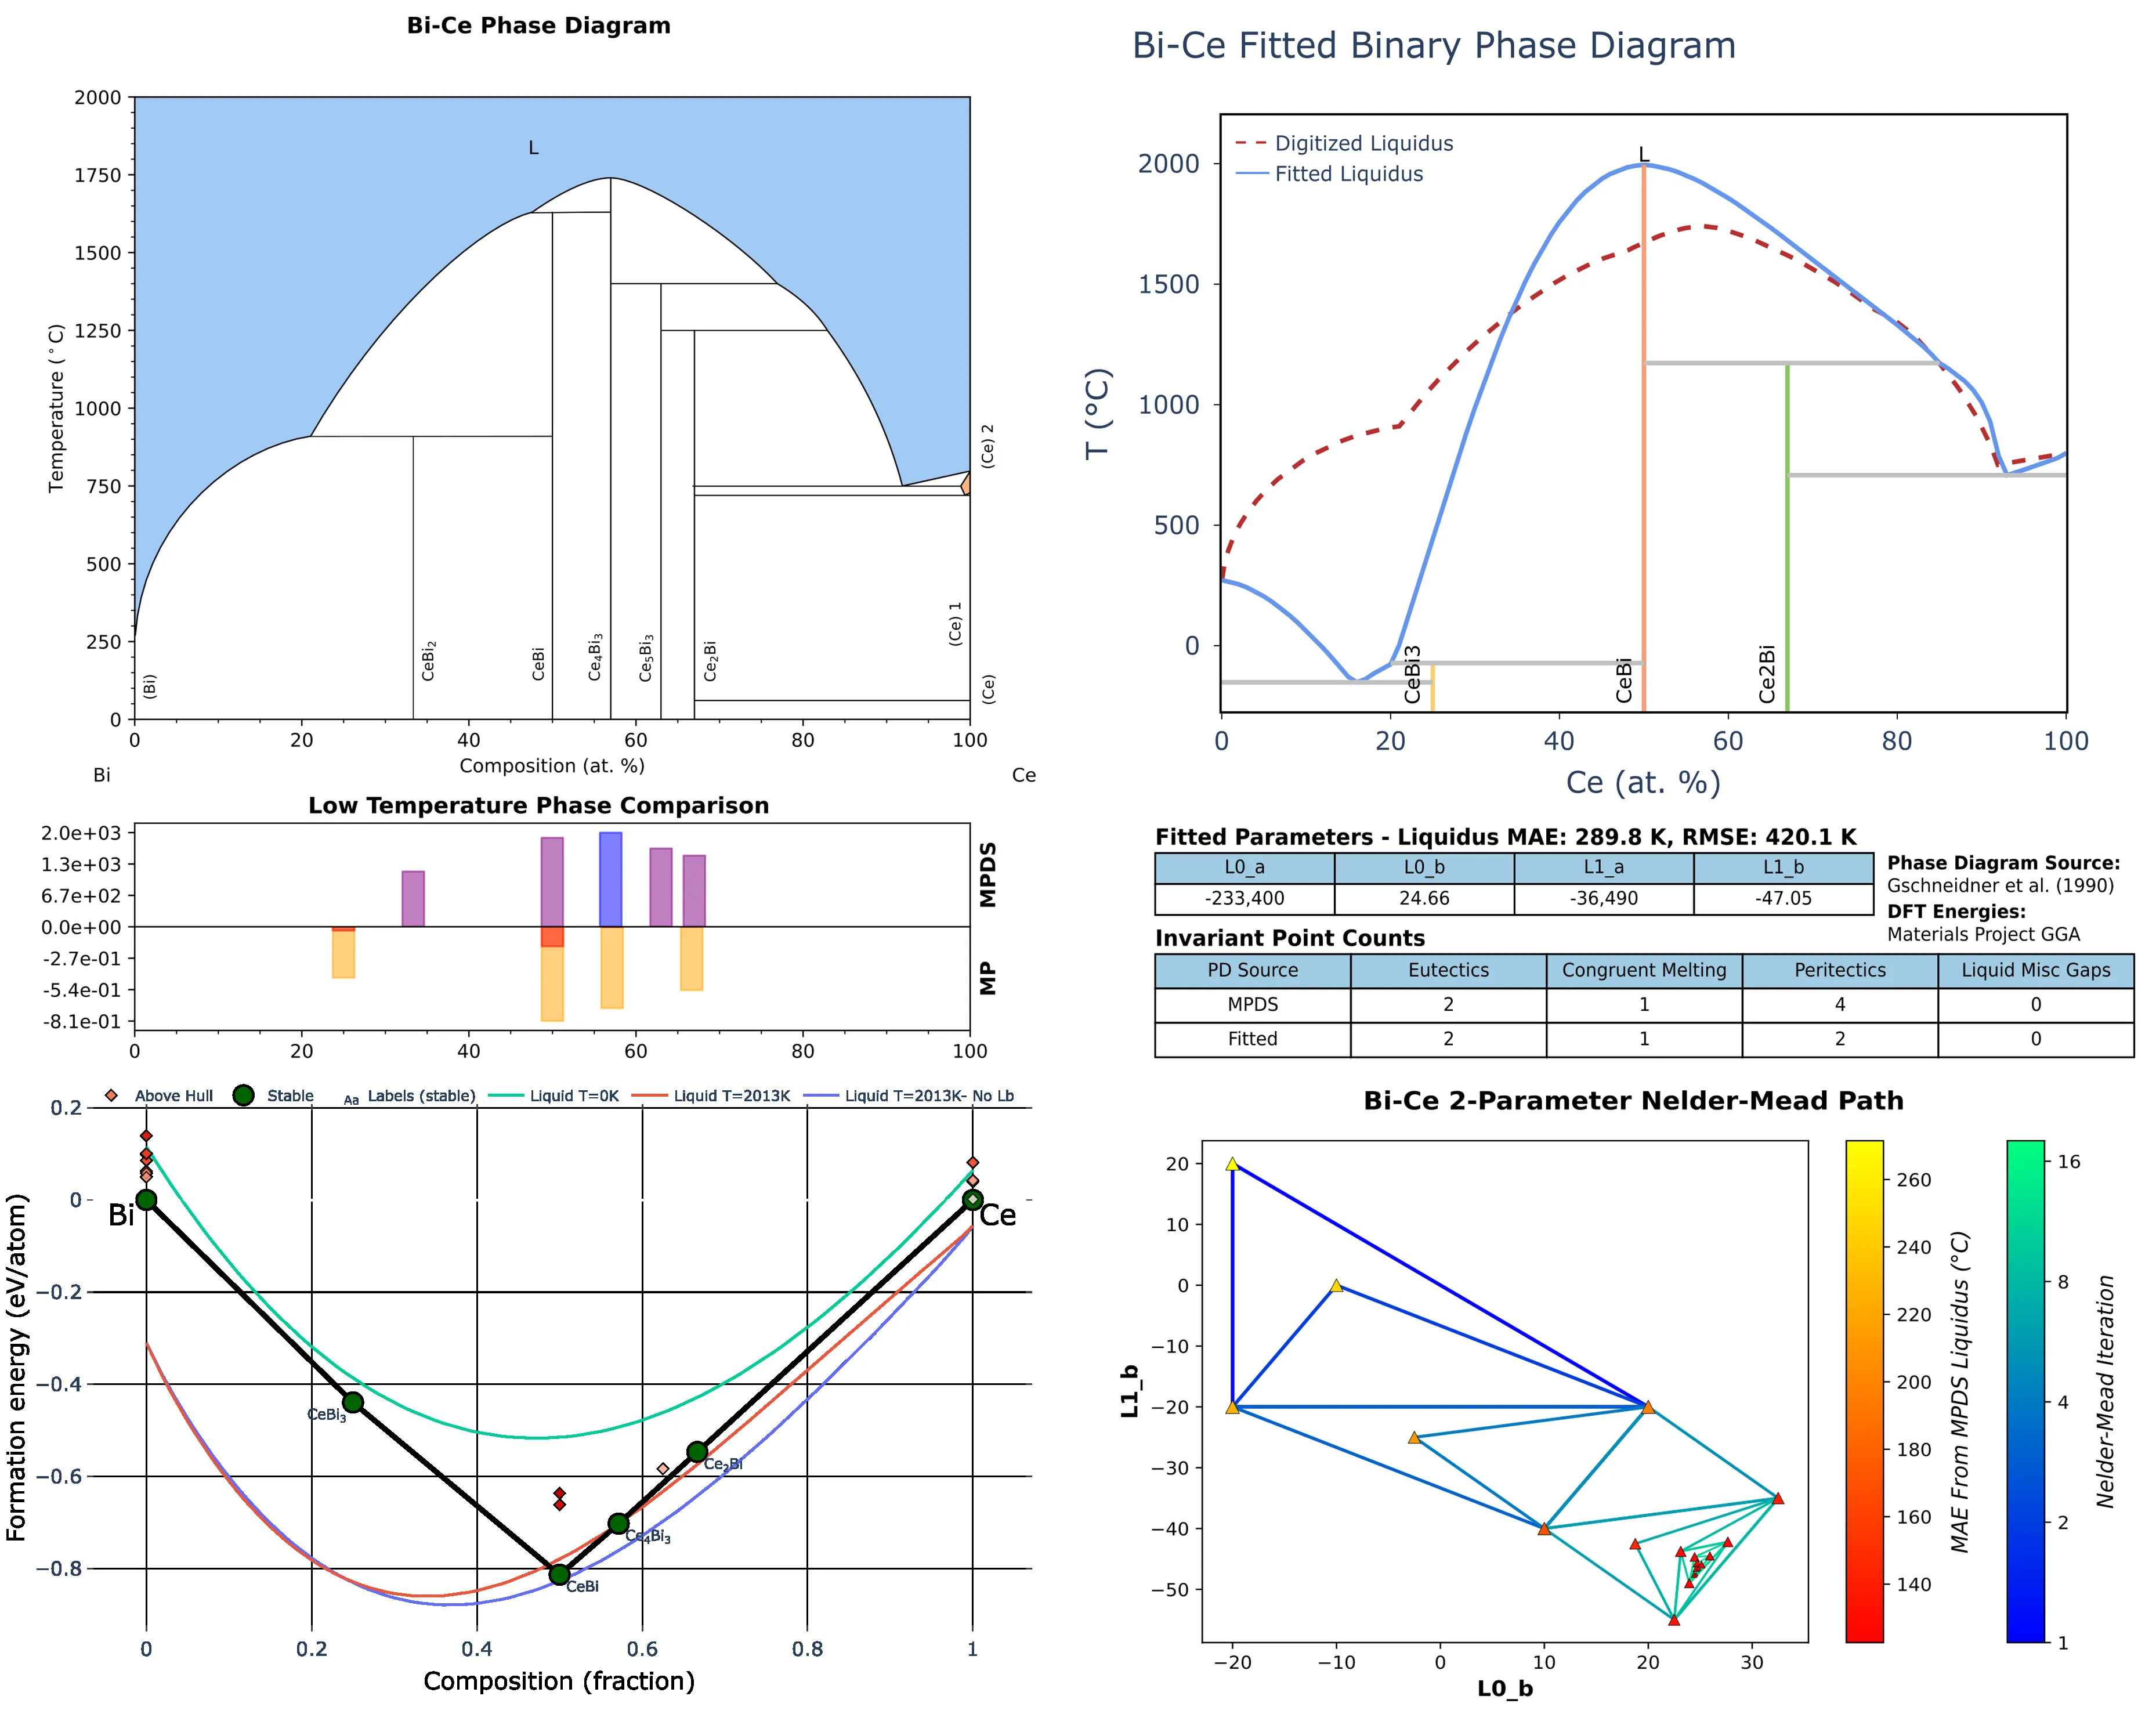 Bi-Ce Phase Diagram
2000
1750
1500
1250
1000
750
500
250
0
Temperature (°C)
L
(Bi)
CeBi2
CeBi
Ce4Bi3
Ce5Bi3
Ce2Bi
(Ce) 1
(Ce) 2
(Ce)
0 20 40 60 80 100
Composition (at. %)
Bi Ce
Bi-Ce Fitted Binary Phase Diagram
Digitized Liquidus
Fitted Liquidus
2000
1500
1000
500
0
T (°C)
L
CeBi3
CeBi
Ce2Bi
0 20 40 60 80 100
Ce (at. %)
Low Temperature Phase Comparison
2.0e+03
1.3e+03
6.7e+02
0.0e+00
-2.7e-01
-5.4e-01
-8.1e-01
MPDS
MP
0 20 40 60 80 100
Fitted Parameters - Liquidus MAE: 289.8 K, RMSE: 420.1 K
L0_a L0_b L1_a L1_b
-233,400 24.66 -36,490 -47.05
Phase Diagram Source:
Gschneidner et al. (1990)
DFT Energies:
Materials Project GGA
Invariant Point Counts
PD Source Eutectics Congruent Melting Peritectics Liquid Misc Gaps
MPDS 2 1 4 0
Fitted 2 1 2 0
Above Hull Stable Aa Labels (stable) Liquid T=0K Liquid T=2013K Liquid T=2013K- No Lb
0.2
0
−0.2
−0.4
−0.6
−0.8
Formation energy (eV/atom)
Bi
Ce
CeBi3
Ce2Bi
Ce4Bi3
CeBi
0 0.2 0.4 0.6 0.8 1
Composition (fraction)
Bi-Ce 2-Parameter Nelder-Mead Path
20
10
0
−10
−20
−30
−40
−50
L1_b
−20 −10 0 10 20 30
L0_b
260
240
220
200
180
160
140
MAE From MPDS Liquidus (°C)
16
8
4
2
1
Nelder-Mead Iteration